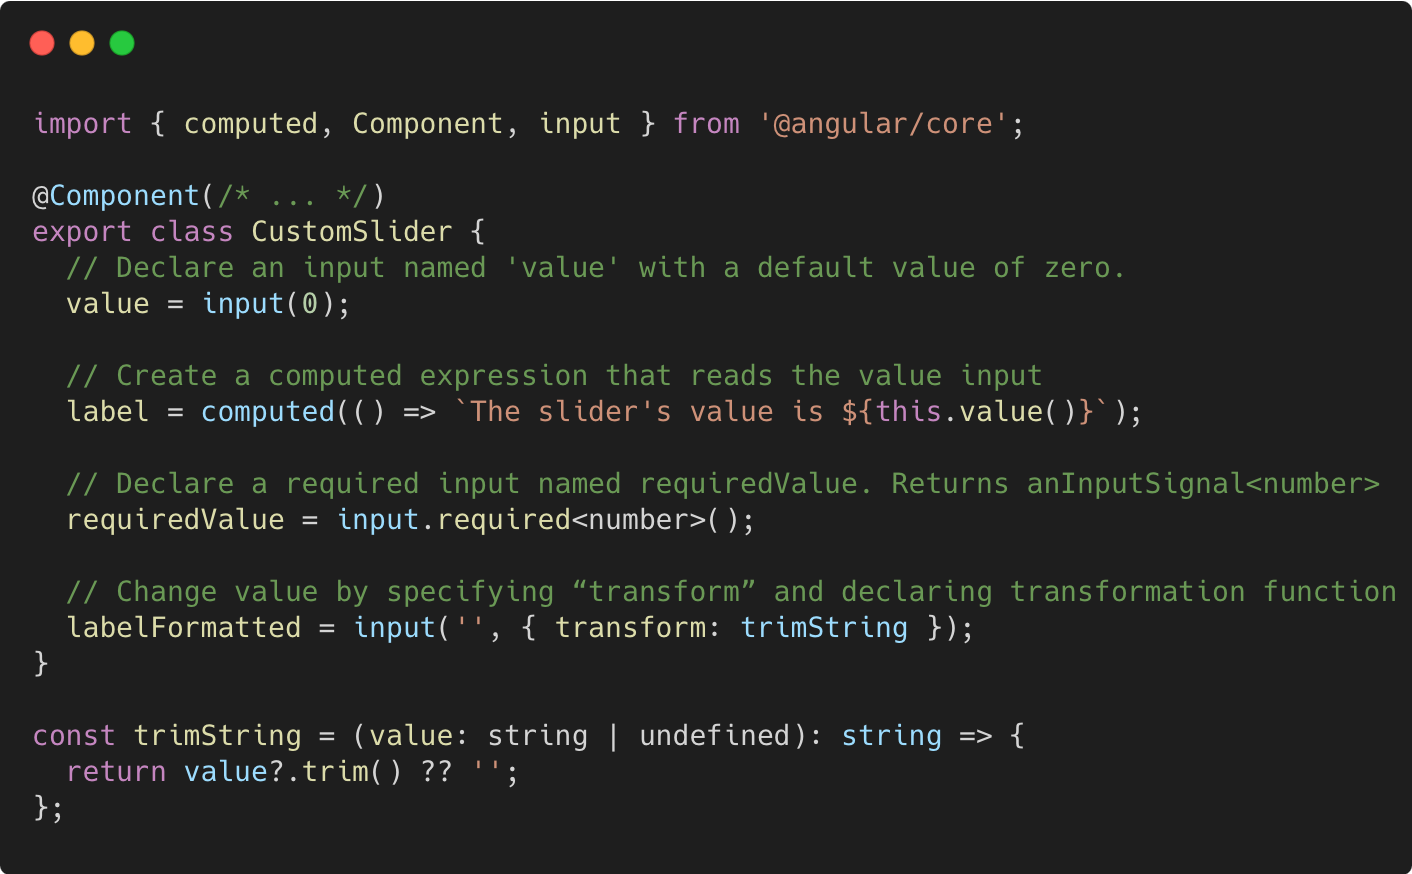 import { computed, Component, input } from '@angular/core';

@Component(/* ... */)
export class CustomSlider {
  // Declare an input named 'value' with a default value of zero.
  value = input(0);

  // Create a computed expression that reads the value input
  label = computed(() => `The slider's value is ${this.value()}`);

  // Declare a required input named requiredValue. Returns anInputSignal<number>
  requiredValue = input.required<number>();

  // Change value by specifying “transform” and declaring transformation function
  labelFormatted = input('', { transform: trimString });
}

const trimString = (value: string | undefined): string => {
  return value?.trim() ?? '';
};